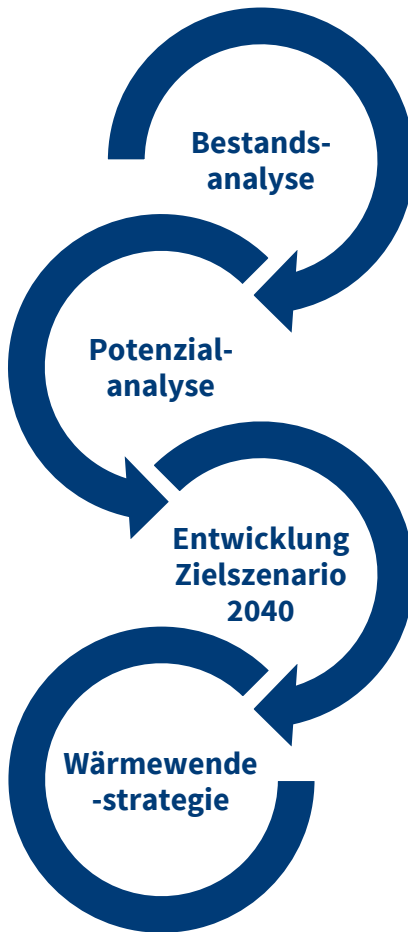 Bestands-
analyse
Potenzial-
analyse
Entwicklung
Zielszenario
2040
Wärmewende
-strategie